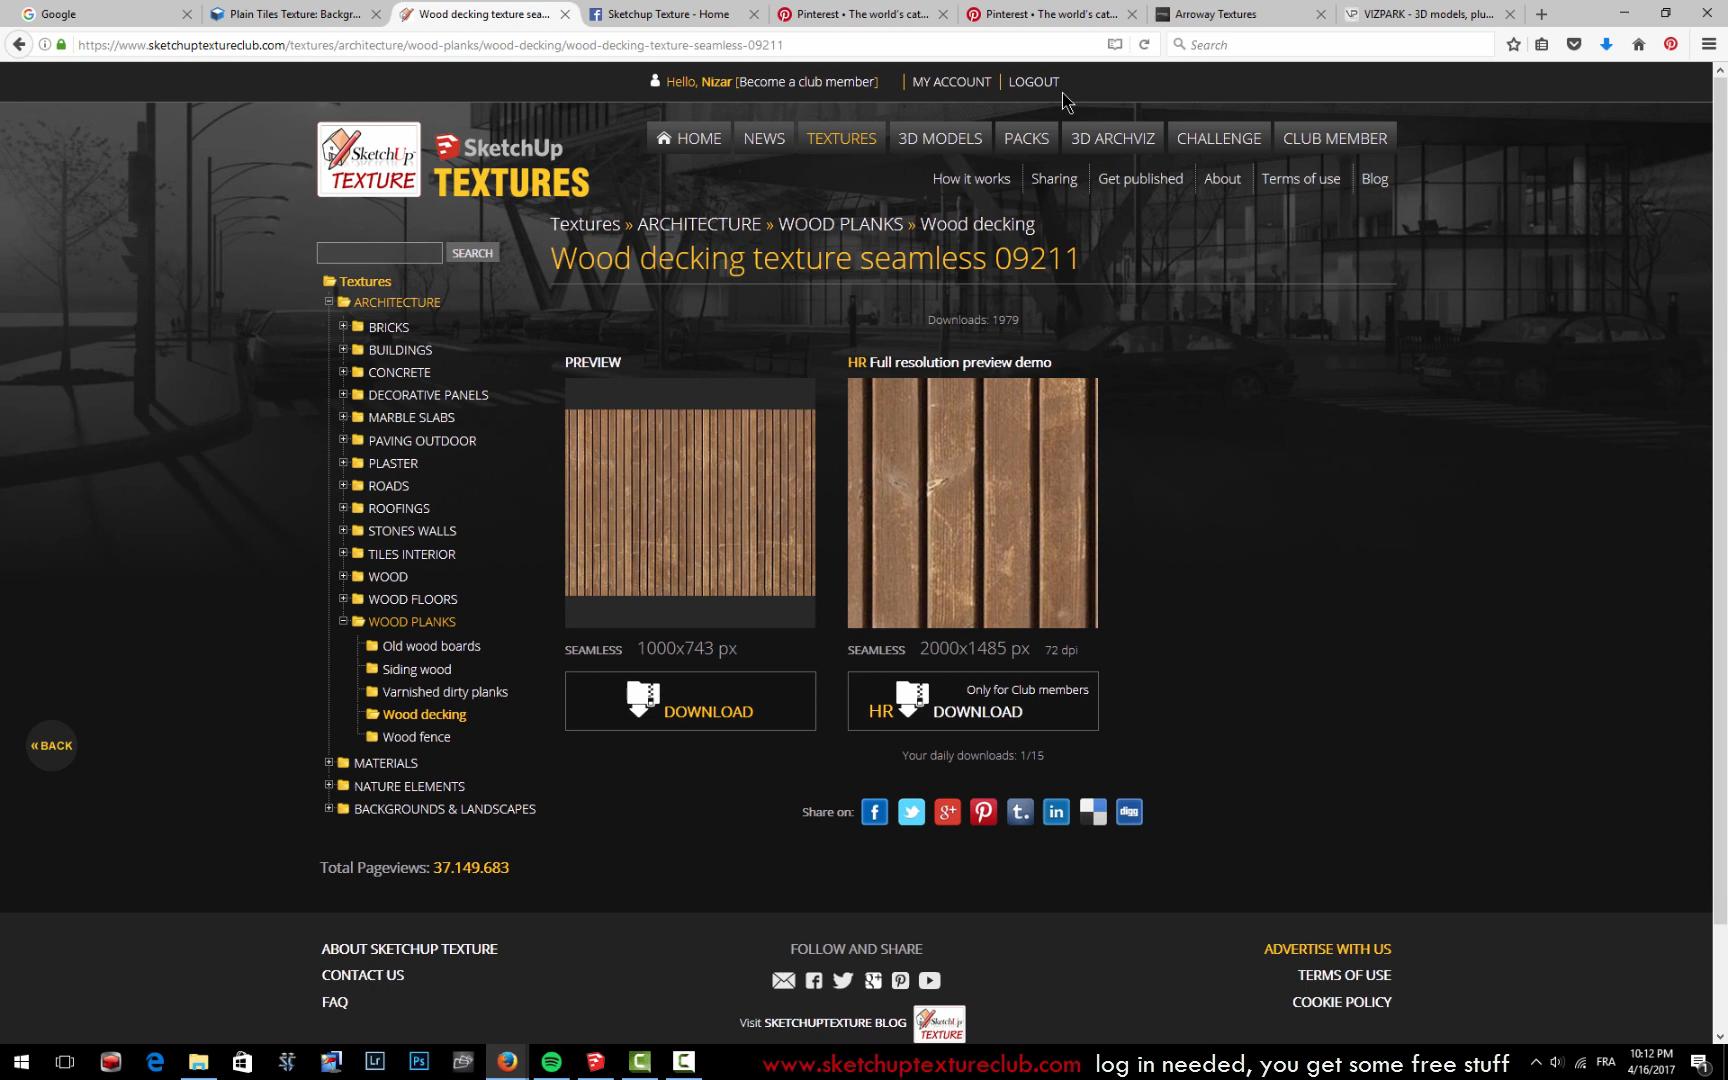 Google
Plain Tiles Texture: Backgr...
Wood decking texture sea...
Sketchup Texture - Home
Pinterest • The world's cat...
Pinterest • The world's cat...
Arroway Textures
VIZPARK - 3D models, plu...
https://www.sketchuptextureclub.com/textures/architecture/wood-planks/wood-decking/wood-decking-texture-seamless-09211
Search
Hello, Nizar [Become a club member]
MY ACCOUNT
LOGOUT
SketchUp
TEXTURE
SketchUp
TEXTURES
HOME
NEWS
TEXTURES
3D MODELS
PACKS
3D ARCHVIZ
CHALLENGE
CLUB MEMBER
How it works
Sharing
Get published
About
Terms of use
Blog
Textures » ARCHITECTURE » WOOD PLANKS » Wood decking
Wood decking texture seamless 09211
SEARCH
Textures
ARCHITECTURE
BRICKS
BUILDINGS
CONCRETE
DECORATIVE PANELS
MARBLE SLABS
PAVING OUTDOOR
PLASTER
ROADS
ROOFINGS
STONES WALLS
TILES INTERIOR
WOOD
WOOD FLOORS
WOOD PLANKS
Old wood boards
Siding wood
Varnished dirty planks
Wood decking
Wood fence
MATERIALS
NATURE ELEMENTS
BACKGROUNDS & LANDSCAPES
Total Pageviews: 37.149.683
« BACK
Downloads: 1979
PREVIEW
HR Full resolution preview demo
SEAMLESS 1000x743 px
SEAMLESS 2000x1485 px 72 dpi
DOWNLOAD
Only for Club members
HR DOWNLOAD
Your daily downloads: 1/15
Share on:
digg
ABOUT SKETCHUP TEXTURE
CONTACT US
FAQ
FOLLOW AND SHARE
Visit SKETCHUPTEXTURE BLOG
SketchUp
TEXTURE
ADVERTISE WITH US
TERMS OF USE
COOKIE POLICY
Lr
Ps
www.sketchuptextureclub.com log in needed, you get some free stuff
FRA
10:12 PM
4/16/2017